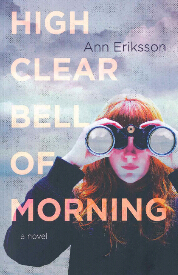 HIGH
Ann Eriksson
CLEAR
BELL
OF
MORNING
a novel